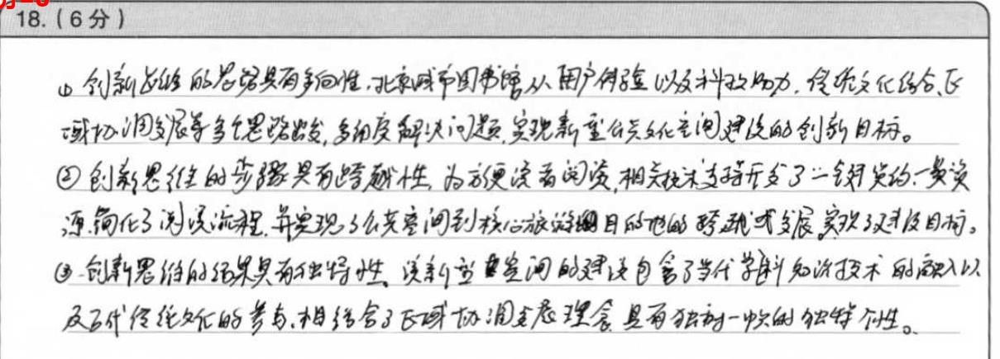 18.(6分)
① 创新思维的思路具有多向性,北京城市图书馆从用户体验以及科技助力,传统文化结合,区
域协调发展等多个思路出发,多角度解决问题,实现新型公共文化空间建设的创新目标。
②创新思维的步骤具有跨越性,为方便读者阅读,相关技术支持开发了一键预约、一类资
源,简化了阅读流程,并实现了公共空间到核心旅游目的地的跨越式发展,实现了建设目标。
③创新思维的结果具有独特性。该新型空间的建设包含了当代学科知识技术的融入以
及古代传统文化的参与,相结合了区域协调发展理念,具有独树一帜的独特个性。